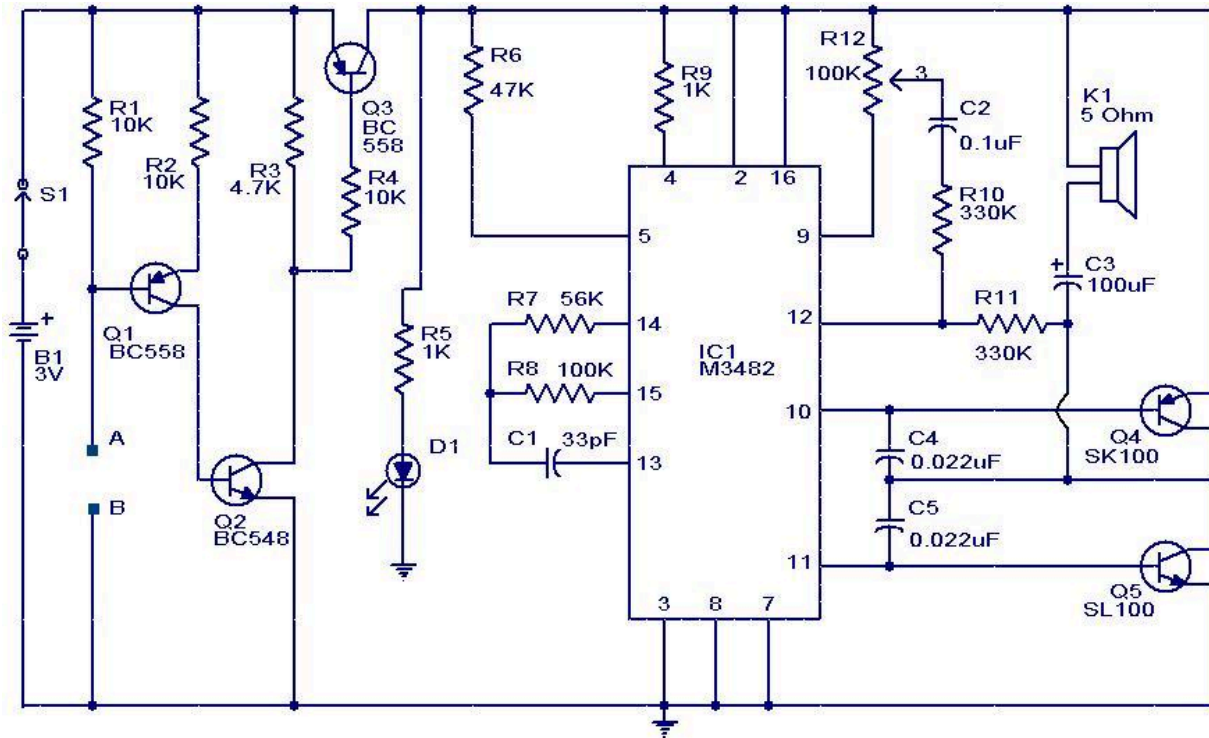 S1
+
B1
3V
R1
10K
R2
10K
R3
4.7K
Q3
BC
558
R4
10K
Q1
BC558
A
B
Q2
BC548
R5
1K
D1
R6
47K
R7 56K
R8 100K
C1 33pF
R9
1K
4 2 16
5
14
15
13
IC1
M3482
9
12
10
11
3 8 7
R12
100K
3
C2
0.1uF
R10
330K
R11
330K
K1
5 Ohm
+
C3
100uF
C4
0.022uF
C5
0.022uF
Q4
SK100
Q5
SL100